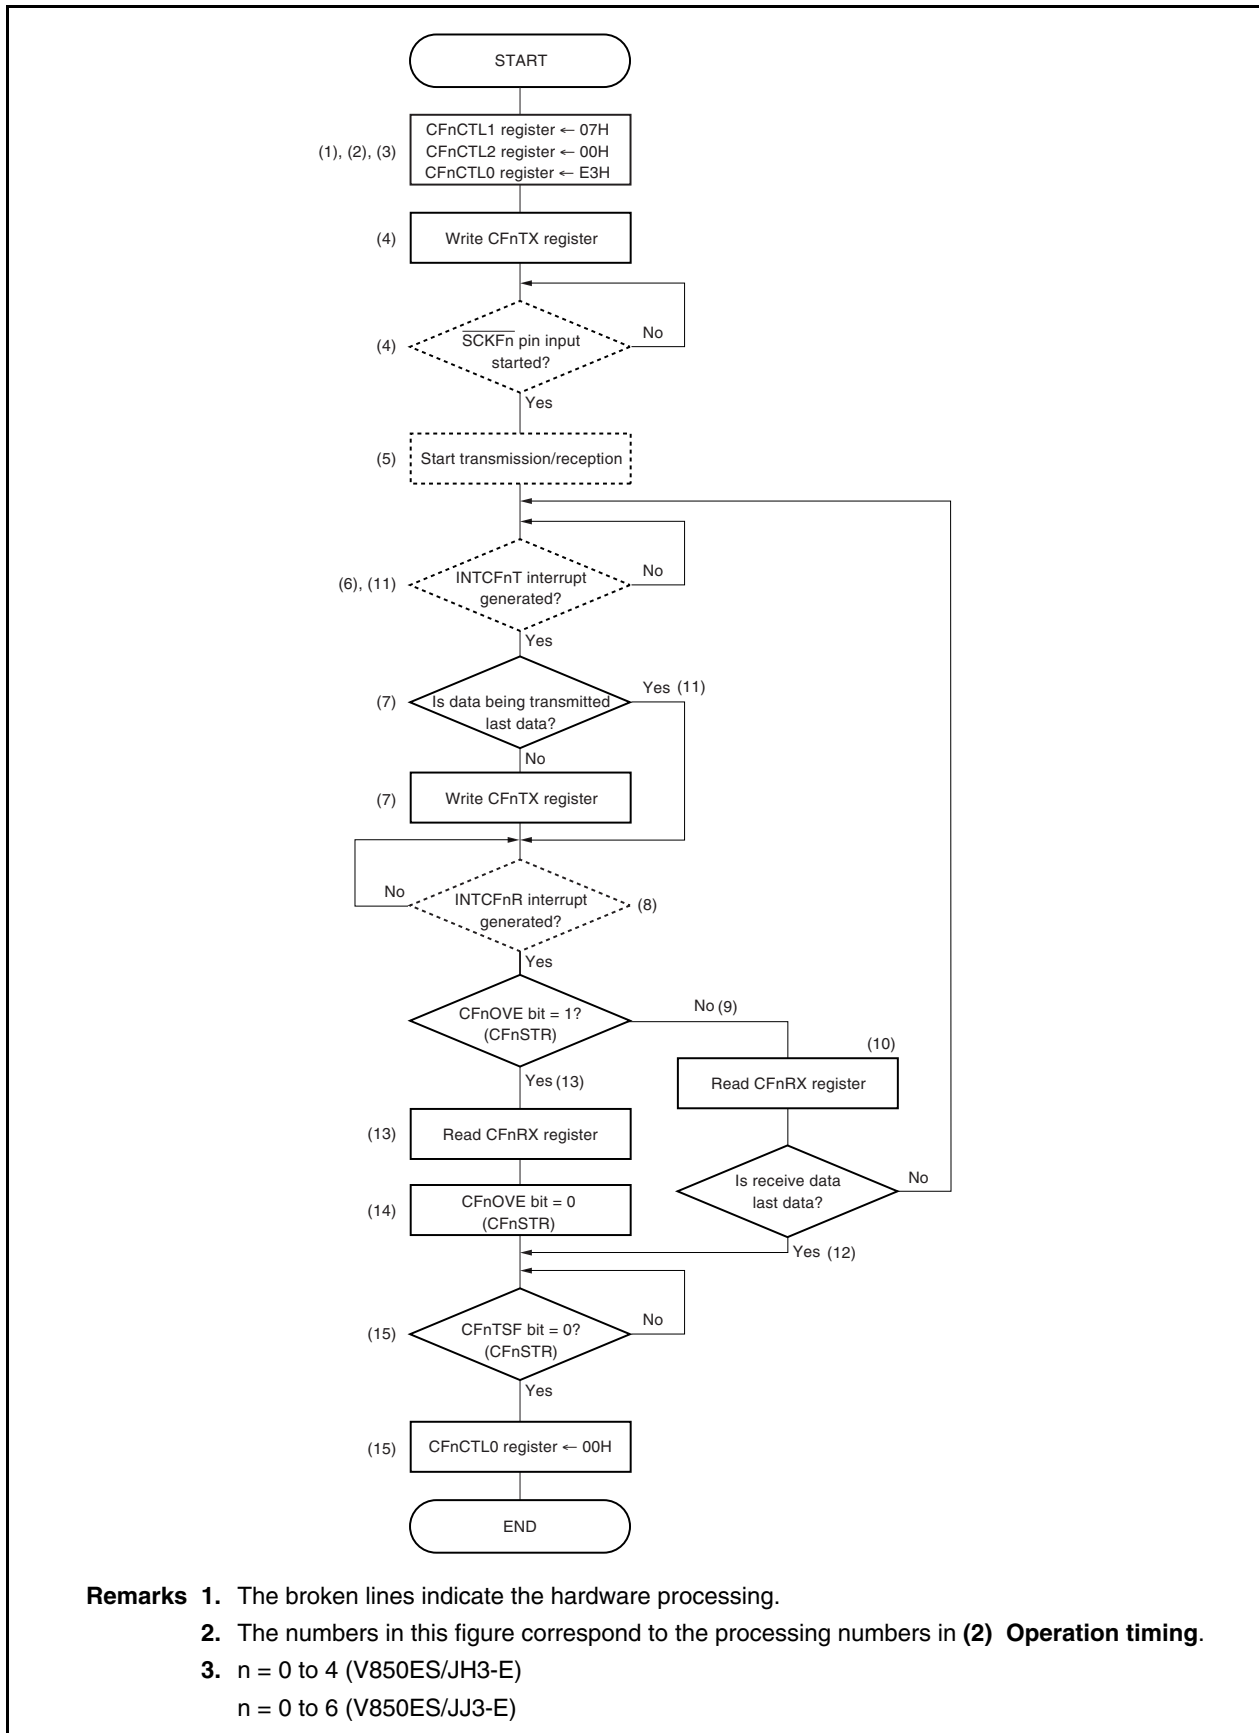 START
CFnCTL1 register ← 07H
(1), (2), (3)
CFnCTL2 register ← 00H
CFnCTL0 register ← E3H
(4)
Write CFnTX register
(4)
SCKFn pin input
started?
No
Yes
(5)
Start transmission/reception
(6), (11)
INTCFnT interrupt
generated?
No
Yes
(7)
Is data being transmitted
last data?
Yes (11)
No
(7)
Write CFnTX register
No
INTCFnR interrupt
generated?
(8)
Yes
CFnOVE bit = 1?
(CFnSTR)
No (9)
(10)
Read CFnRX register
Yes (13)
(13)
Read CFnRX register
Is receive data
last data?
No
(14)
CFnOVE bit = 0
(CFnSTR)
Yes (12)
(15)
CFnTSF bit = 0?
(CFnSTR)
No
Yes
(15)
CFnCTL0 register ← 00H
END
Remarks 1. The broken lines indicate the hardware processing.
2. The numbers in this figure correspond to the processing numbers in (2) Operation timing.
3. n = 0 to 4 (V850ES/JH3-E)
n = 0 to 6 (V850ES/JJ3-E)